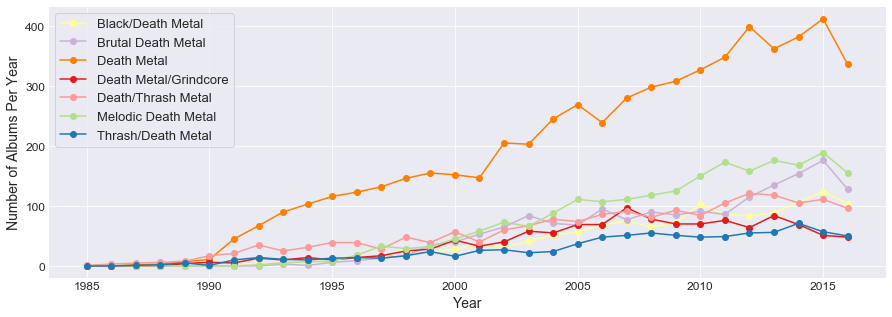 Number of Albums Per Year
400
300
200
100
0
Black/Death Metal
Brutal Death Metal
Death Metal
Death Metal/Grindcore
Death/Thrash Metal
Melodic Death Metal
Thrash/Death Metal
1985
1990
1995
2000
2005
2010
2015
Year